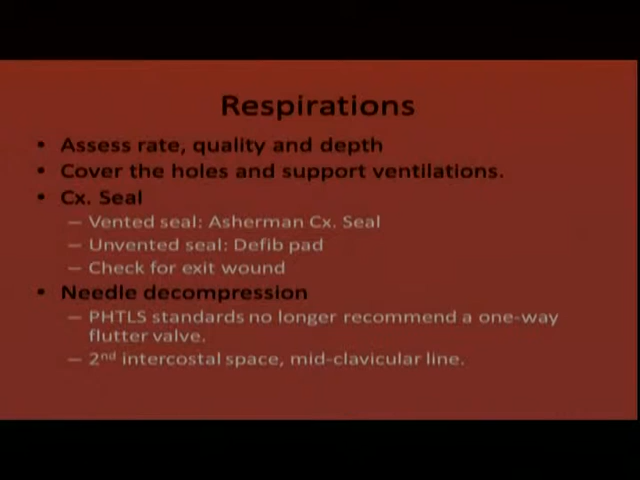 Respirations
• Assess rate, quality and depth
• Cover the holes and support ventilations.
• Cx. Seal
– Vented seal: Asherman Cx. Seal
– Unvented seal: Defib pad
– Check for exit wound
• Needle decompression
– PHTLS standards no longer recommend a one-way
flutter valve.
– 2nd intercostal space, mid-clavicular line.